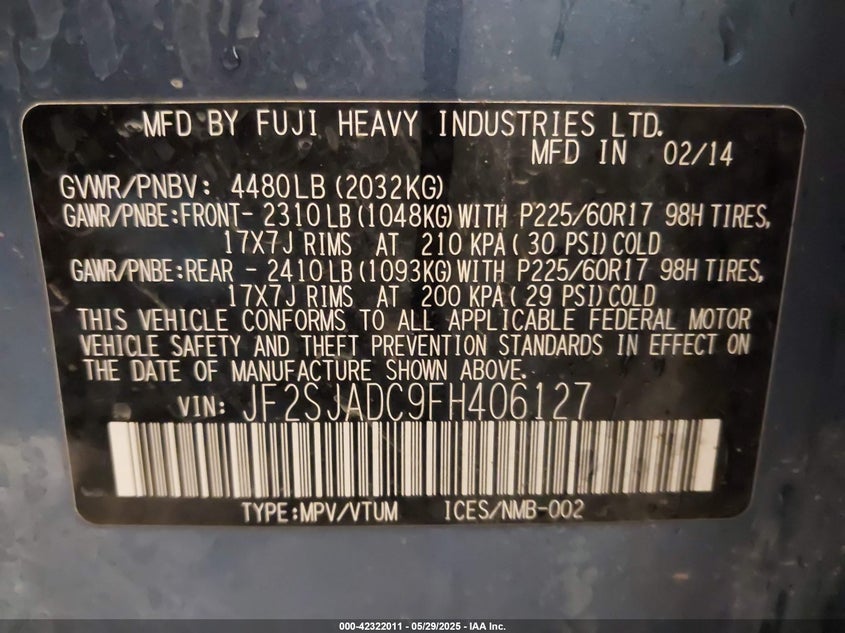 MFD BY FUJI HEAVY INDUSTRIES LTD.
MFD IN 02/14
GVWR/PNBV: 4480LB (2032KG)
GAWR/PNBE:FRONT- 2310LB (1048KG) WITH P225/60R17 98H TIRES,
17X7J RIMS AT 210 KPA ( 30 PSI) COLD
GAWR/PNBE:REAR - 2410LB (1093KG) WITH P225/60R17 98H TIRES,
17X7J RIMS AT 200 KPA ( 29 PSI) COLD
THIS VEHICLE CONFORMS TO ALL APPLICABLE FEDERAL MOTOR
VEHICLE SAFETY AND THEFT PREVENTION STANDARDS IN EFFECT ON
THE DATE OF MANUFACTURE SHOWN ABOVE.
VIN: JF2SJADC9FH406127
TYPE:MPV/VTUM ICES/NMB-002
000-42322011 — 05/29/2025 — IAA Inc.